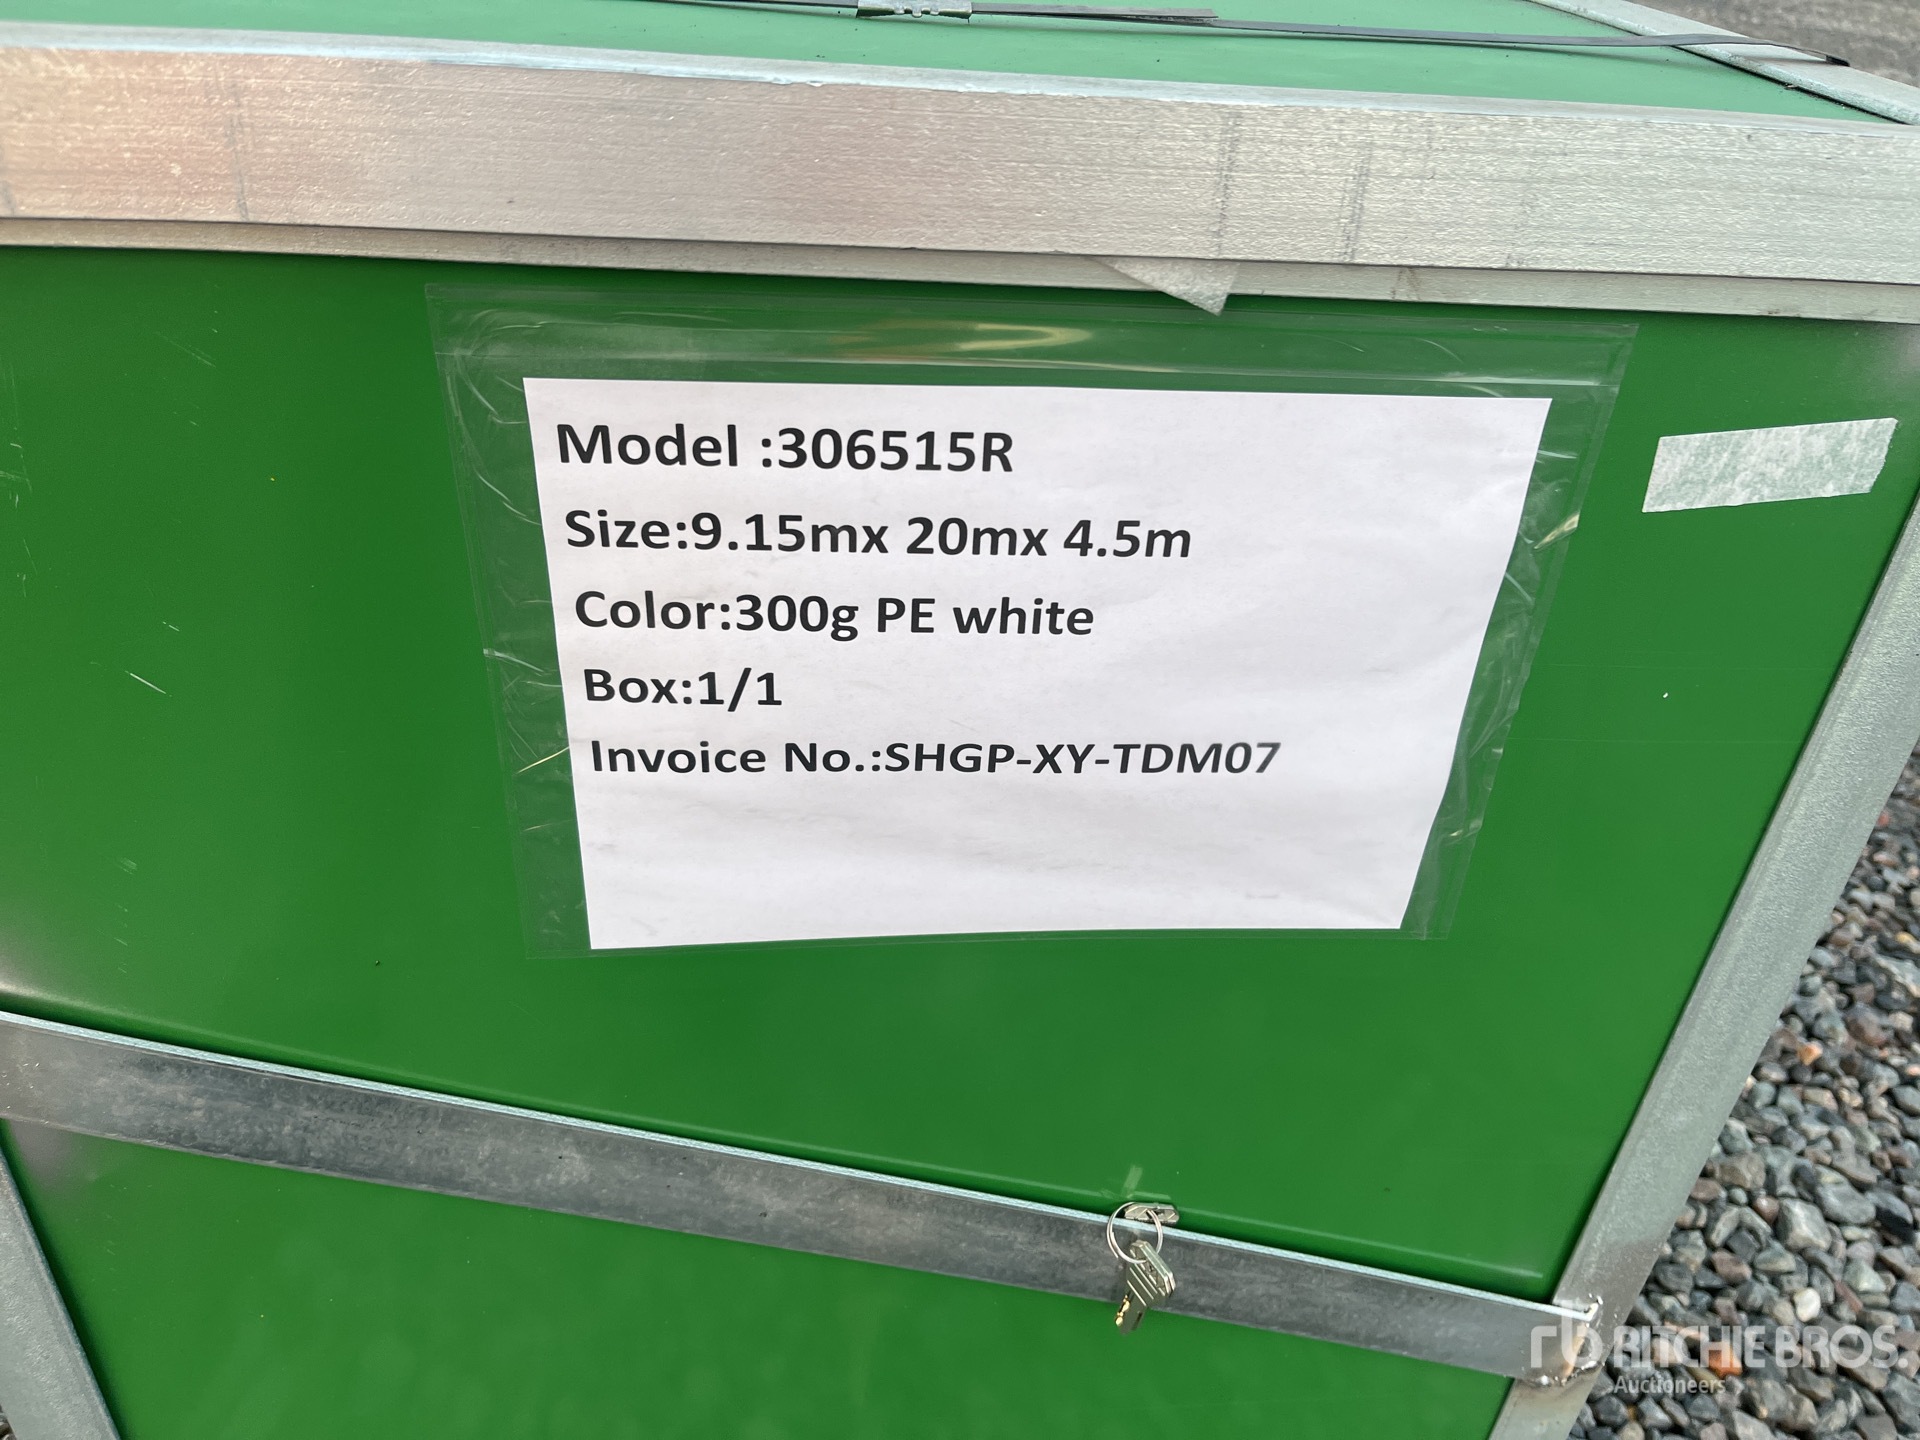 Model :306515R
Size:9.15mx 20mx 4.5m
Color:300g PE white
Box:1/1
Invoice No.:SHGP-XY-TDM07
rb RITCHIE BROS.
Auctioneers